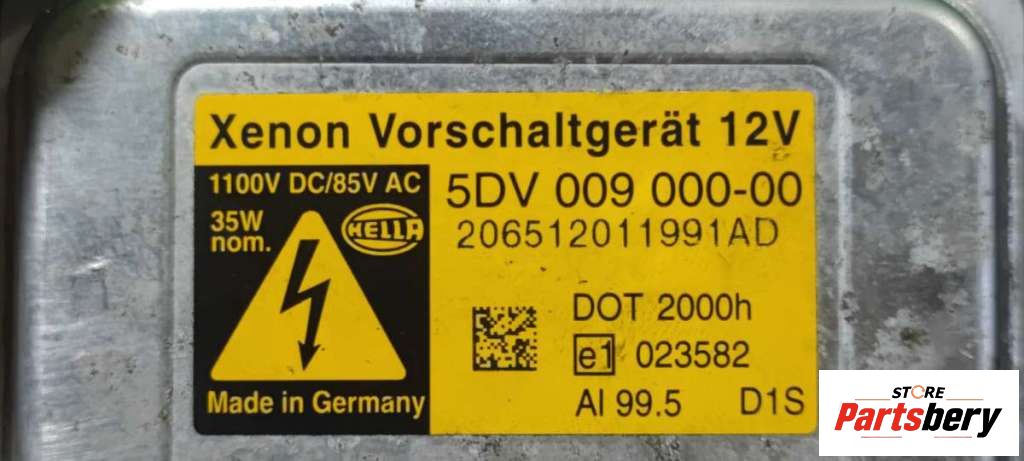 Xenon Vorschaltgerät 12V
1100V DC/85V AC
35W
nom.
HELLA
Made in Germany
5DV 009 000-00
206512011991AD
DOT 2000h
e1 023582
AI 99.5 D1S
STORE
Partsbery